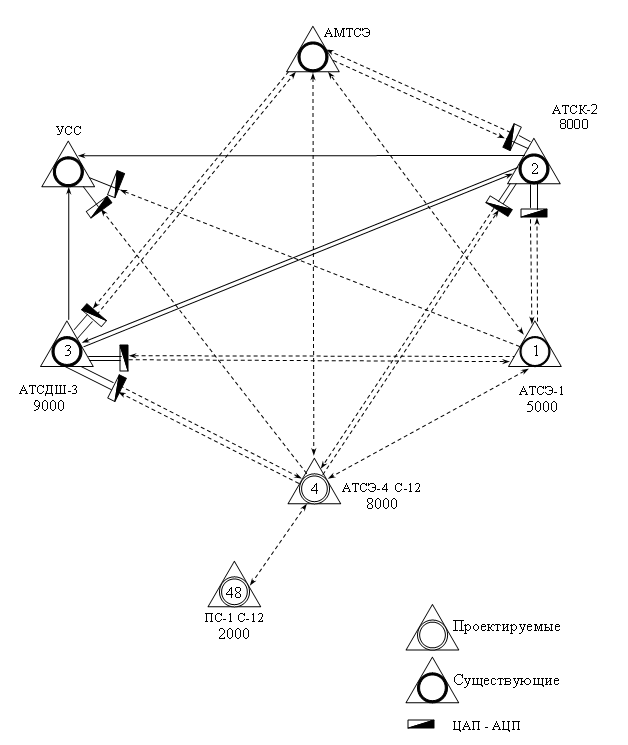 АМТСЭ
АТСК-2
8000
УСС
2
3
1
АТСДШ-3
9000
АТСЭ-1
5000
4
АТСЭ-4 С-12
8000
48
ПС-1 С-12
2000
Проектируемые
Существующие
ЦАП - АЦП